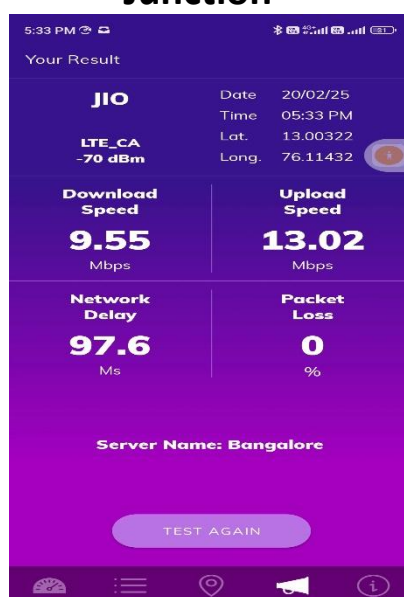 Junction
5:33 PM
Your Result
JIO
LTE_CA
-70 dBm
Date 20/02/25
Time 05:33 PM
Lat. 13.00322
Long. 76.11432
Download Speed
9.55
Mbps
Upload Speed
13.02
Mbps
Network Delay
97.6
Ms
Packet Loss
0
%
Server Name: Bangalore
TEST AGAIN